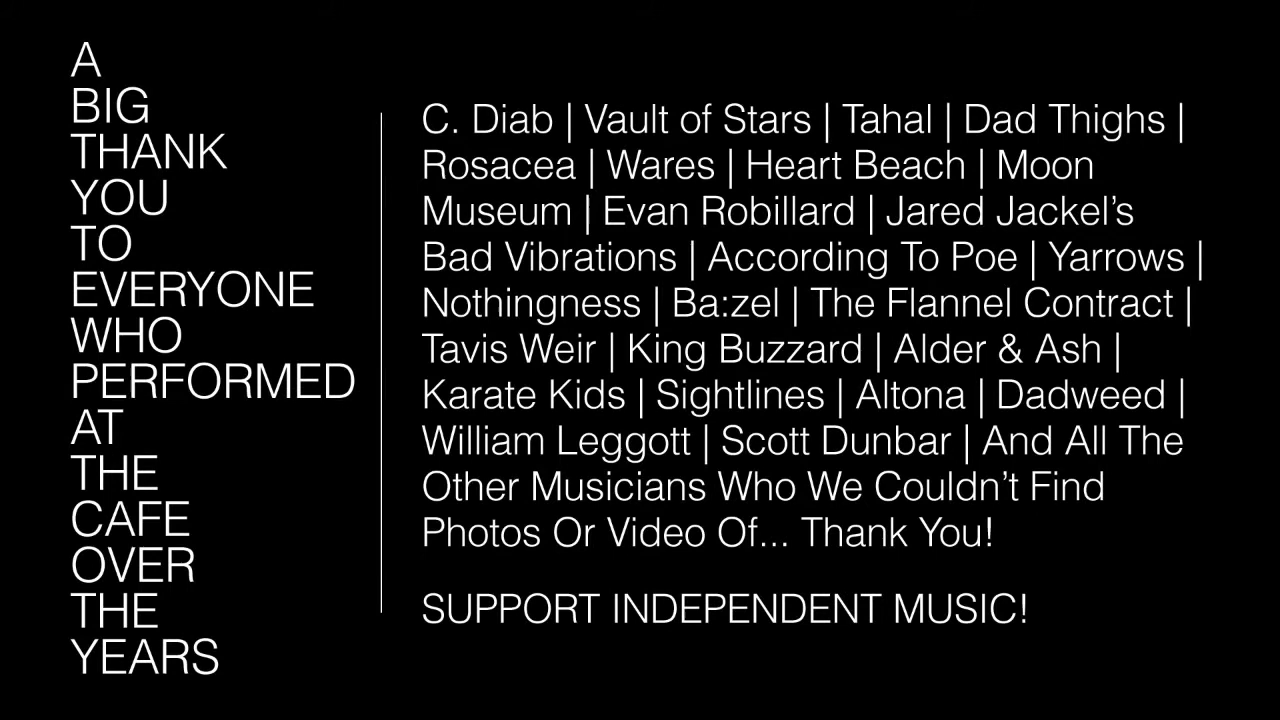 A
BIG
THANK
YOU
TO
EVERYONE
WHO
PERFORMED
AT
THE
CAFE
OVER
THE
YEARS
C. Diab | Vault of Stars | Tahal | Dad Thighs |
Rosacea | Wares | Heart Beach | Moon
Museum | Evan Robillard | Jared Jackel’s
Bad Vibrations | According To Poe | Yarrows |
Nothingness | Ba:zel | The Flannel Contract |
Tavis Weir | King Buzzard | Alder & Ash |
Karate Kids | Sightlines | Altona | Dadweed |
William Leggott | Scott Dunbar | And All The
Other Musicians Who We Couldn’t Find
Photos Or Video Of... Thank You!
SUPPORT INDEPENDENT MUSIC!